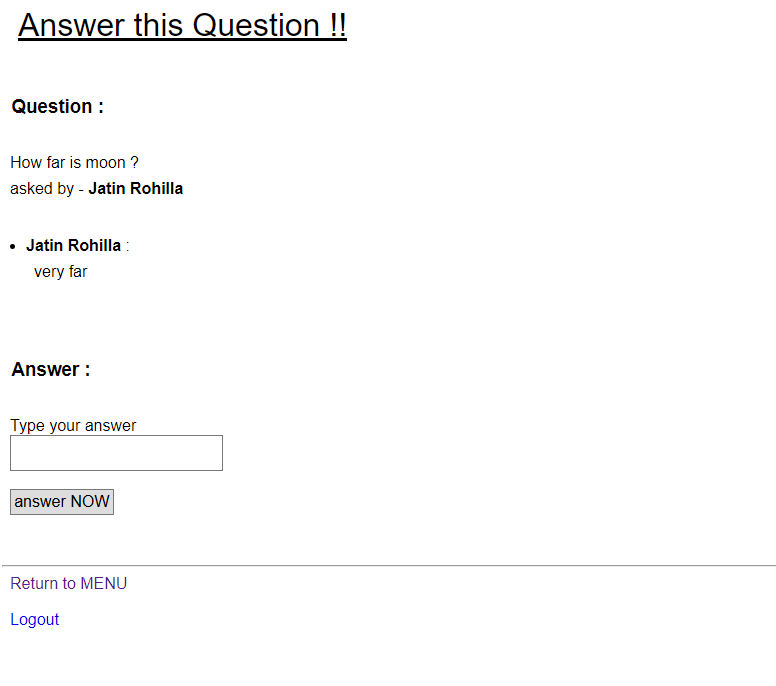 Answer this Question !!
Question :
How far is moon ?
asked by - Jatin Rohilla
• Jatin Rohilla :
very far
Answer :
Type your answer
answer NOW
Return to MENU
Logout